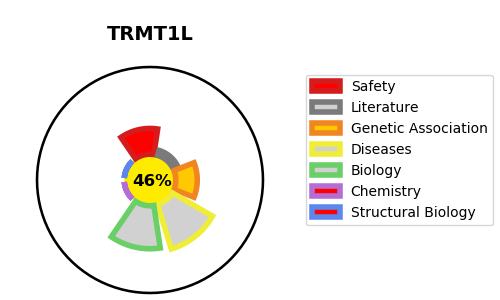 TRMT1L
46%
Safety
Literature
Genetic Association
Diseases
Biology
Chemistry
Structural Biology